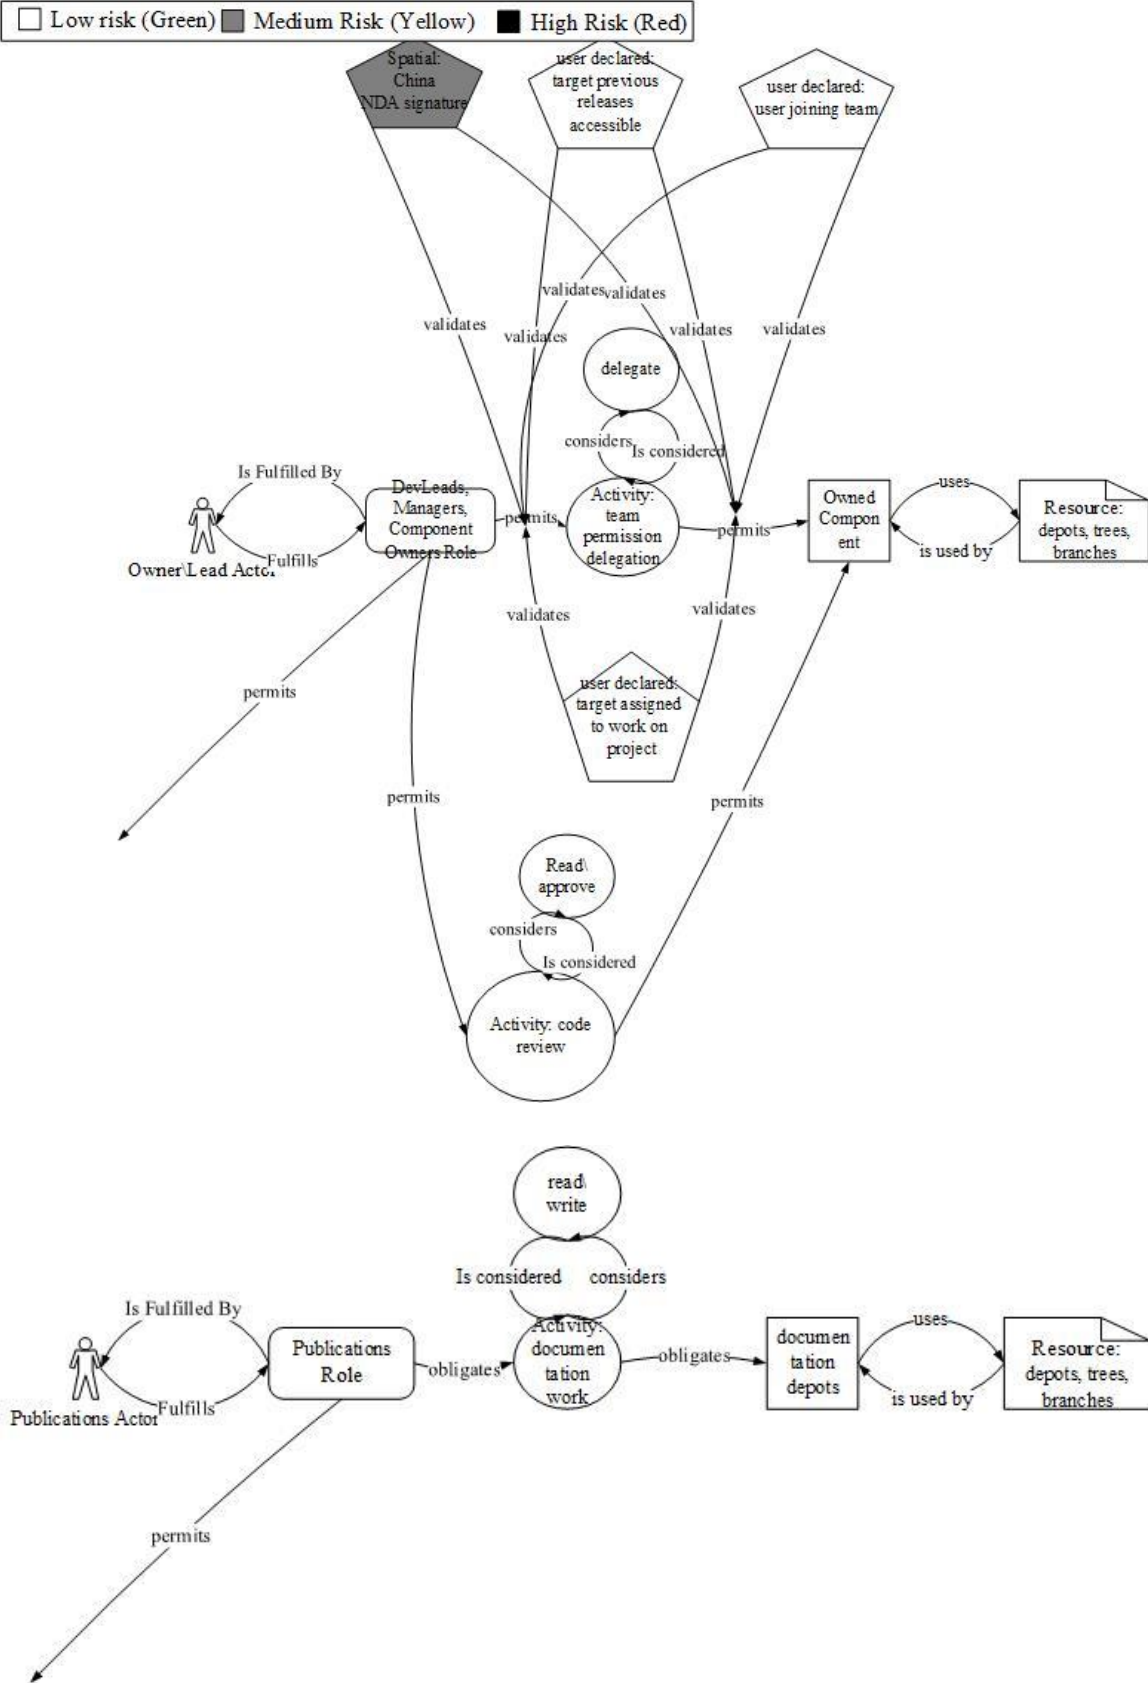 Low risk (Green) Medium Risk (Yellow) High Risk (Red)
Spatial:
China
NDA signature
user declared:
target previous
releases
accessible
user declared:
user joining team
validates
validates
validates
validates
validates
validates
delegate
considers
Is considered
Is Fulfilled By
Fulfills
Owner\Lead Actor
DevLeads,
Managers,
Component
Owners Role
permits
Activity:
team
permission
delegation
permits
Owned
Compon
ent
uses
is used by
Resource:
depots, trees,
branches
validates
validates
user declared:
target assigned
to work on
project
permits
permits
permits
Read\
approve
considers
Is considered
Activity: code
review
read\
write
Is considered
considers
Is Fulfilled By
Fulfills
Publications Actor
Publications
Role
obligates
Activity:
documen
tation
work
obligates
documen
tation
depots
uses
is used by
Resource:
depots, trees,
branches
permits